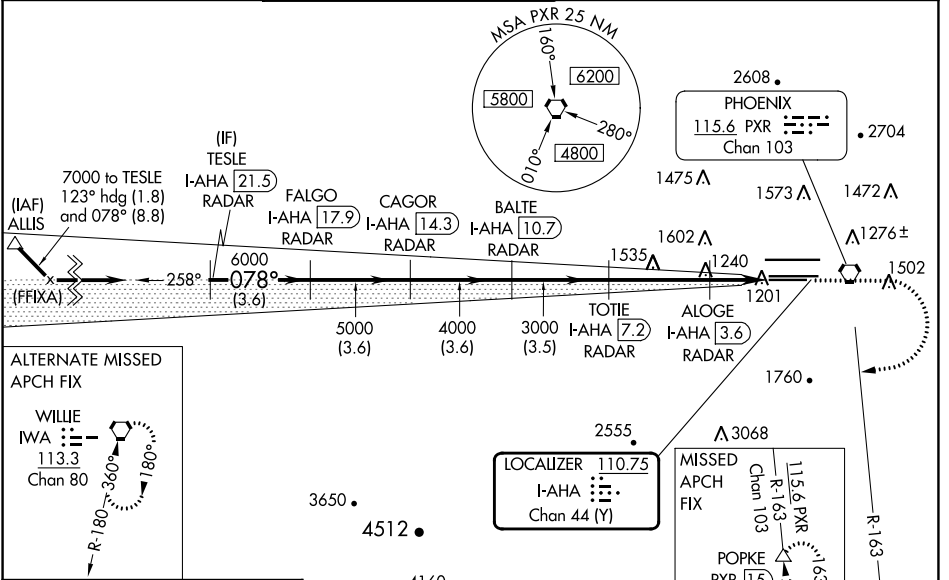 MSA PXR 25 NM
160°
6200
5800
280°
4800
010°
2608
PHOENIX
115.6 PXR
Chan 103
2704
1475
1573
1472
1276±
1502
(IF)
TESLE
I-AHA 21.5
RADAR
7000 to TESLE
123° hdg (1.8)
and 078° (8.8)
(IAF)
ALLIS
(FFIXA)
FALGO
I-AHA 17.9
RADAR
CAGOR
I-AHA 14.3
RADAR
BALTE
I-AHA 10.7
RADAR
1602
1535
1240
1201
258°
6000
078°
(3.6)
5000
(3.6)
4000
(3.6)
3000
(3.5)
TOTIE
I-AHA 7.2
RADAR
ALOGE
I-AHA 3.6
RADAR
1760
ALTERNATE MISSED
APCH FIX
WILLIE
IWA
113.3
Chan 80
360°
180°
R-180
2555
3068
LOCALIZER 110.75
I-AHA
Chan 44 (Y)
3650
4512
4160
MISSED
APCH
FIX
115.6 PXR
Chan 103
R-163
POPKE
PXR 15
163
R-163